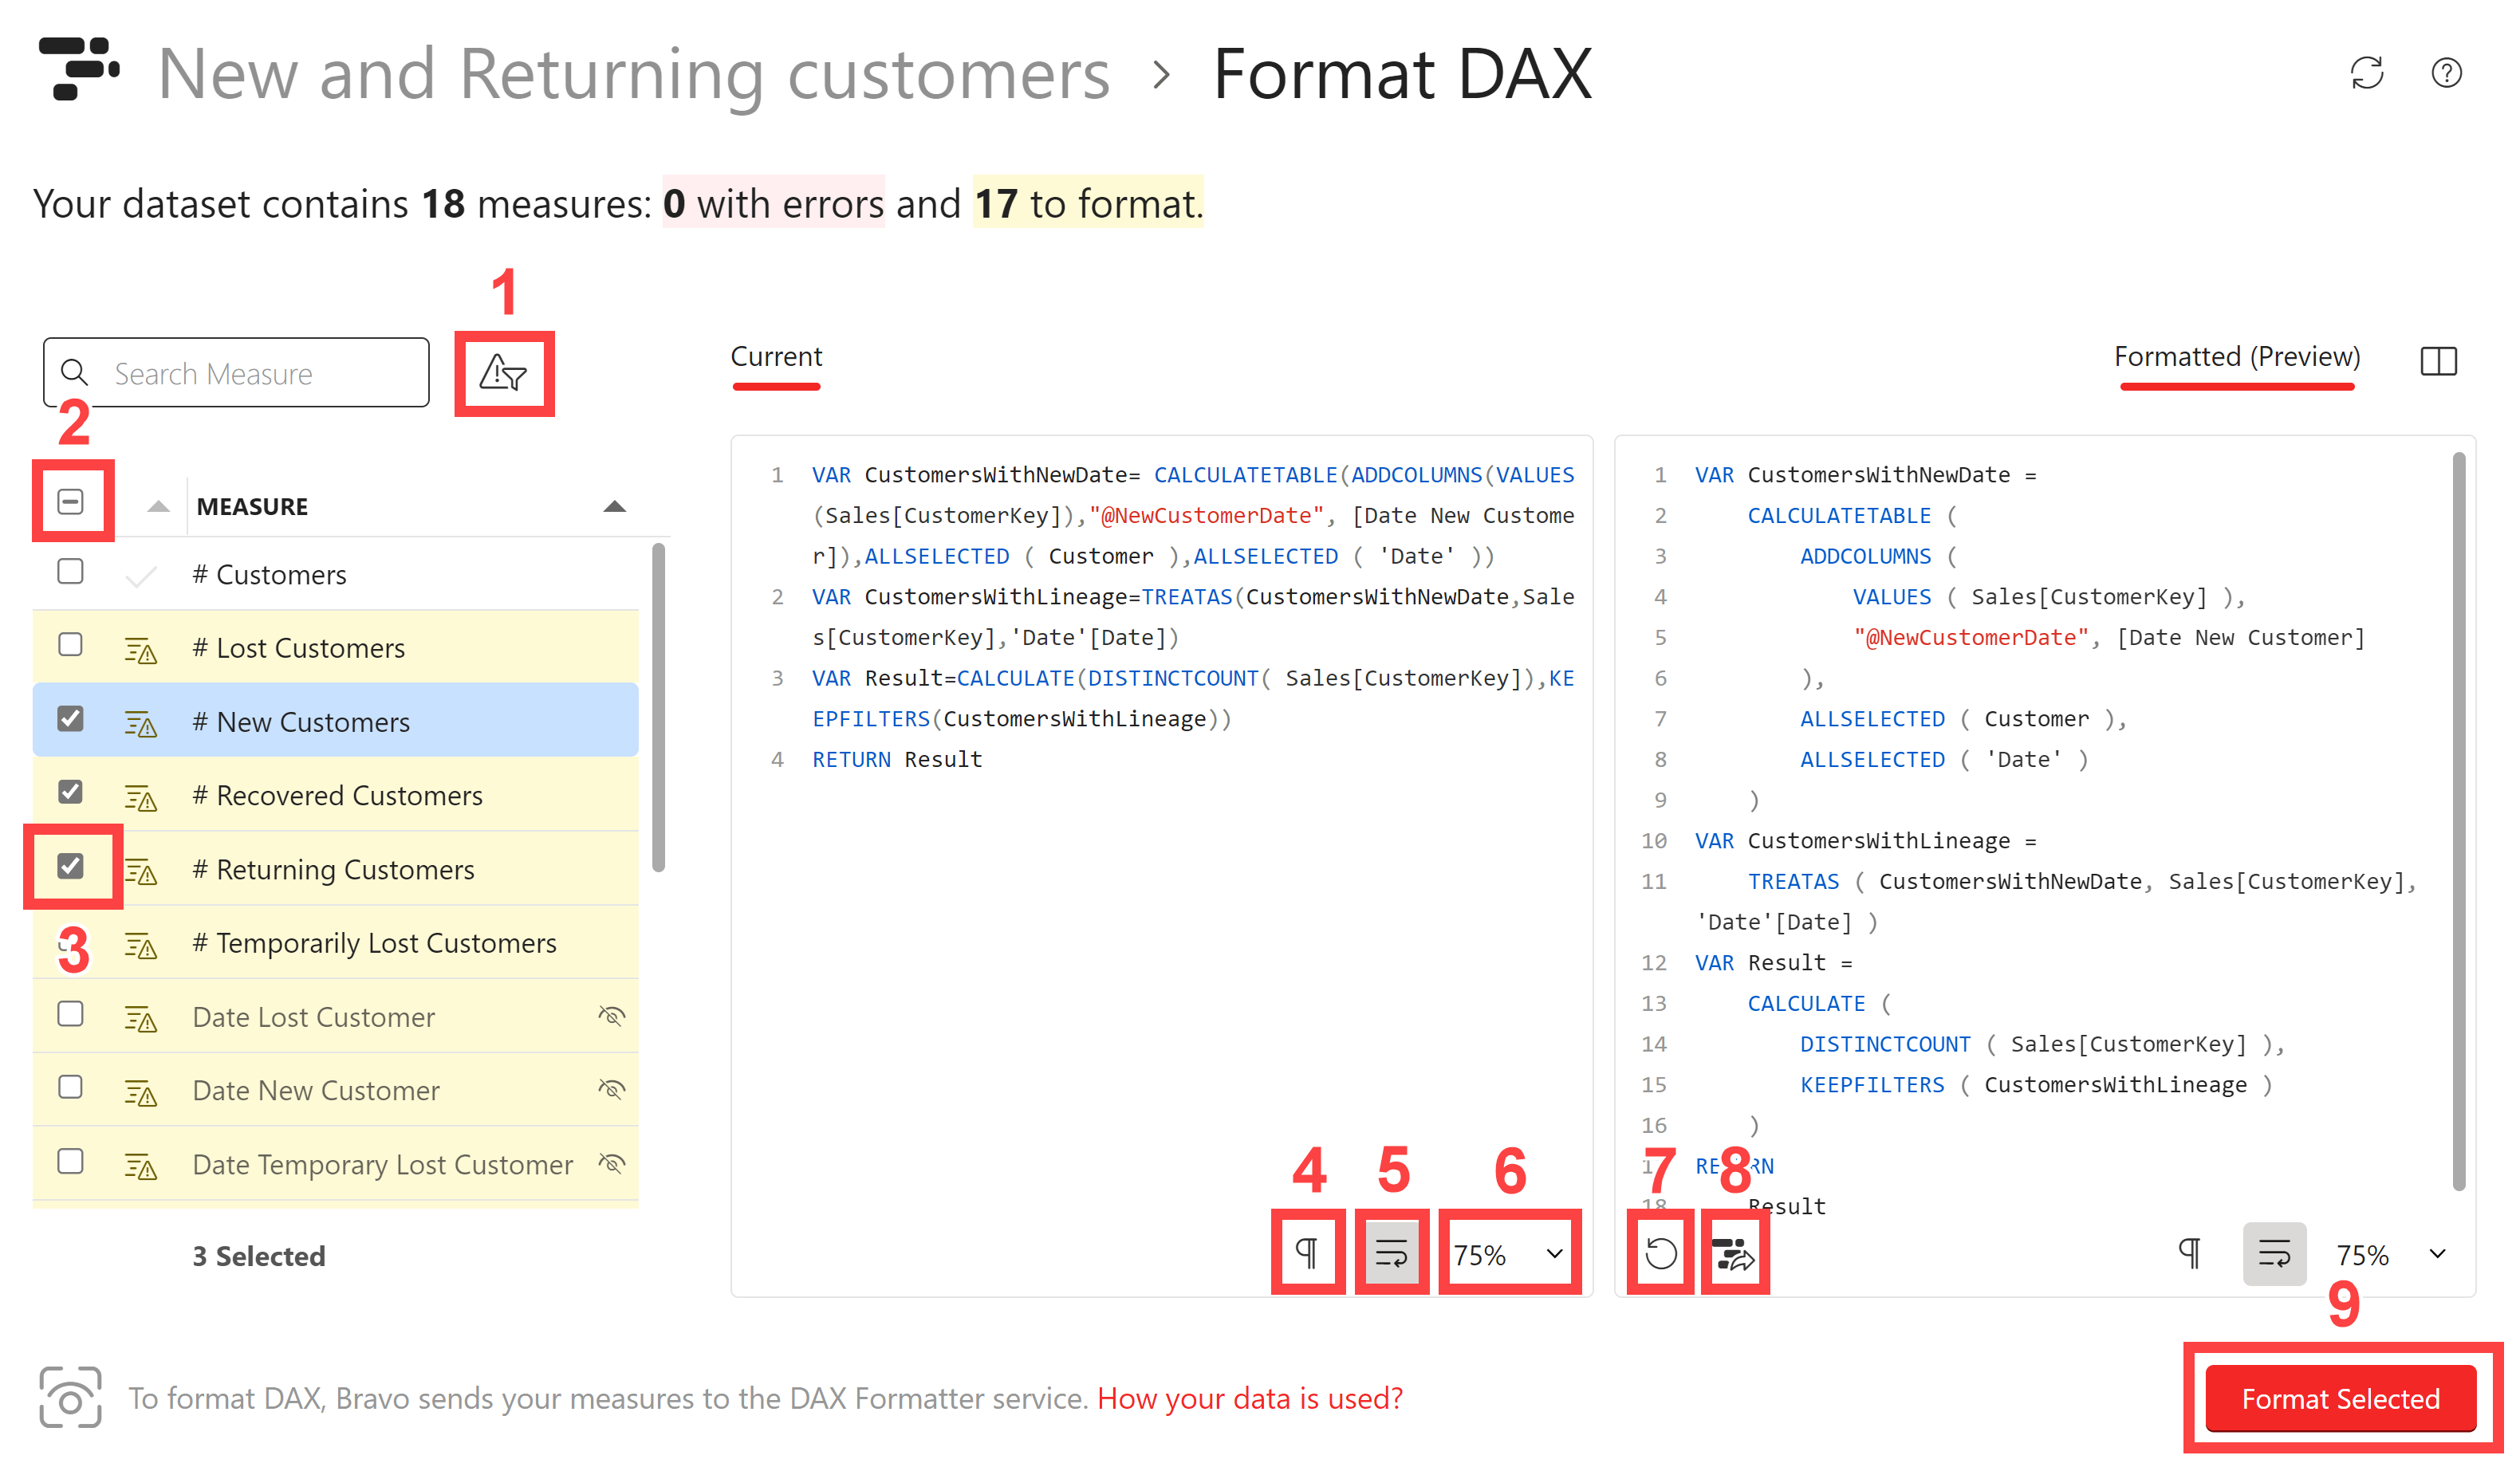 New and Returning customers › Format DAX
Your dataset contains 18 measures: 0 with errors and 17 to format.
1
Search Measure
Current
Formatted (Preview)
2
MEASURE
# Customers
# Lost Customers
# New Customers
# Recovered Customers
# Returning Customers
3
# Temporarily Lost Customers
Date Lost Customer
Date New Customer
Date Temporary Lost Customer
3 Selected
1 VAR CustomersWithNewDate= CALCULATETABLE(ADDCOLUMNS(VALUES
(Sales[CustomerKey]),"@NewCustomerDate", [Date New Custome
r]),ALLSELECTED ( Customer ),ALLSELECTED ( 'Date' ))
2 VAR CustomersWithLineage=TREATAS(CustomersWithNewDate,Sale
s[CustomerKey],'Date'[Date])
3 VAR Result=CALCULATE(DISTINCTCOUNT( Sales[CustomerKey]),KE
EPFILTERS(CustomersWithLineage))
4 RETURN Result
4
5
6
75%
1 VAR CustomersWithNewDate =
2 CALCULATETABLE (
3 ADDCOLUMNS (
4 VALUES ( Sales[CustomerKey] ),
5 "@NewCustomerDate", [Date New Customer]
6 ),
7 ALLSELECTED ( Customer ),
8 ALLSELECTED ( 'Date' )
9 )
10 VAR CustomersWithLineage =
11 TREATAS ( CustomersWithNewDate, Sales[CustomerKey],
'Date'[Date] )
12 VAR Result =
13 CALCULATE (
14 DISTINCTCOUNT ( Sales[CustomerKey] ),
15 KEEPFILTERS ( CustomersWithLineage )
16 )
7
8
18 Result
75%
9
To format DAX, Bravo sends your measures to the DAX Formatter service. How your data is used?
Format Selected